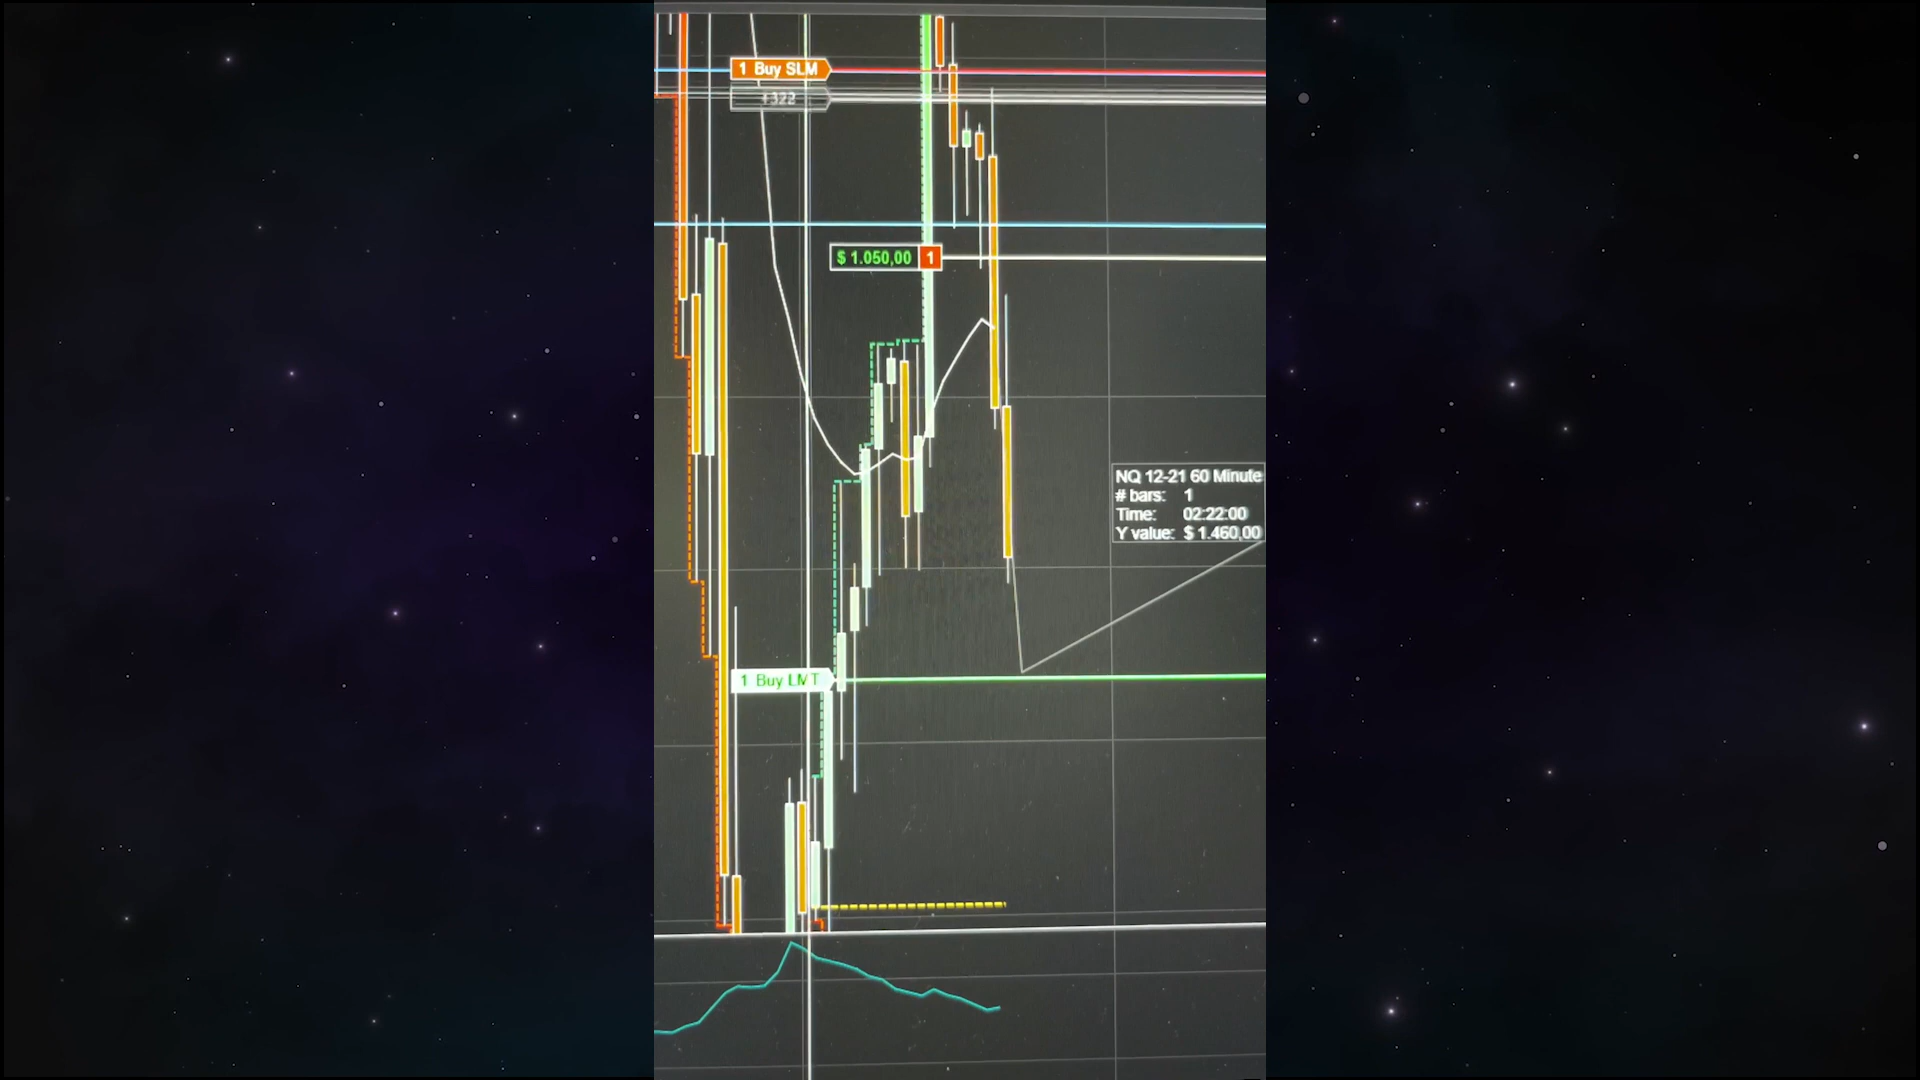 1 Buy SLM
+322
$ 1.050,00 1
NQ 12-21 60 Minute
# bars: 1
Time: 02:22:00
Y value: $ 1.460,00
1 Buy LMT